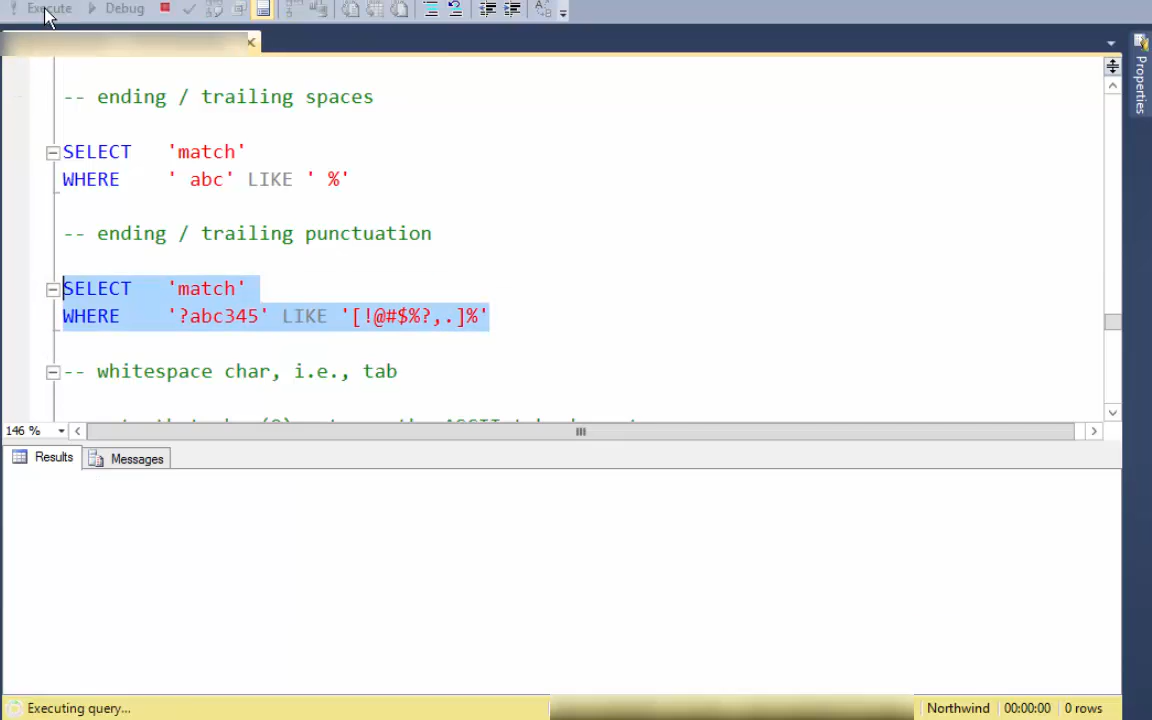 Execute Debug
Properties
-- ending / trailing spaces
SELECT 'match'
WHERE ' abc' LIKE ' %'
-- ending / trailing punctuation
SELECT 'match'
WHERE '?abc345' LIKE '[!@#$%?,.]%'
-- whitespace char, i.e., tab
146 %
Results Messages
Executing query... Northwind 00:00:00 0 rows